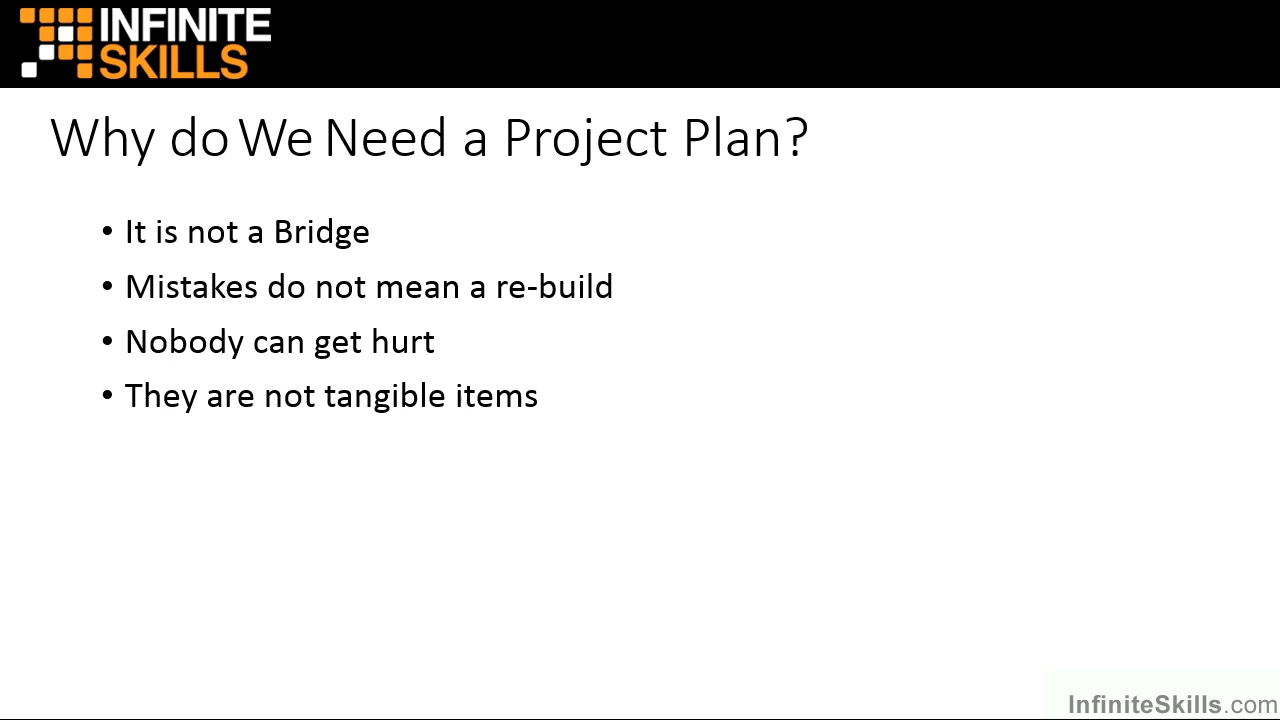 INFINITE
SKILLS
Why do We Need a Project Plan?
• It is not a Bridge
• Mistakes do not mean a re-build
• Nobody can get hurt
• They are not tangible items
InfiniteSkills.com